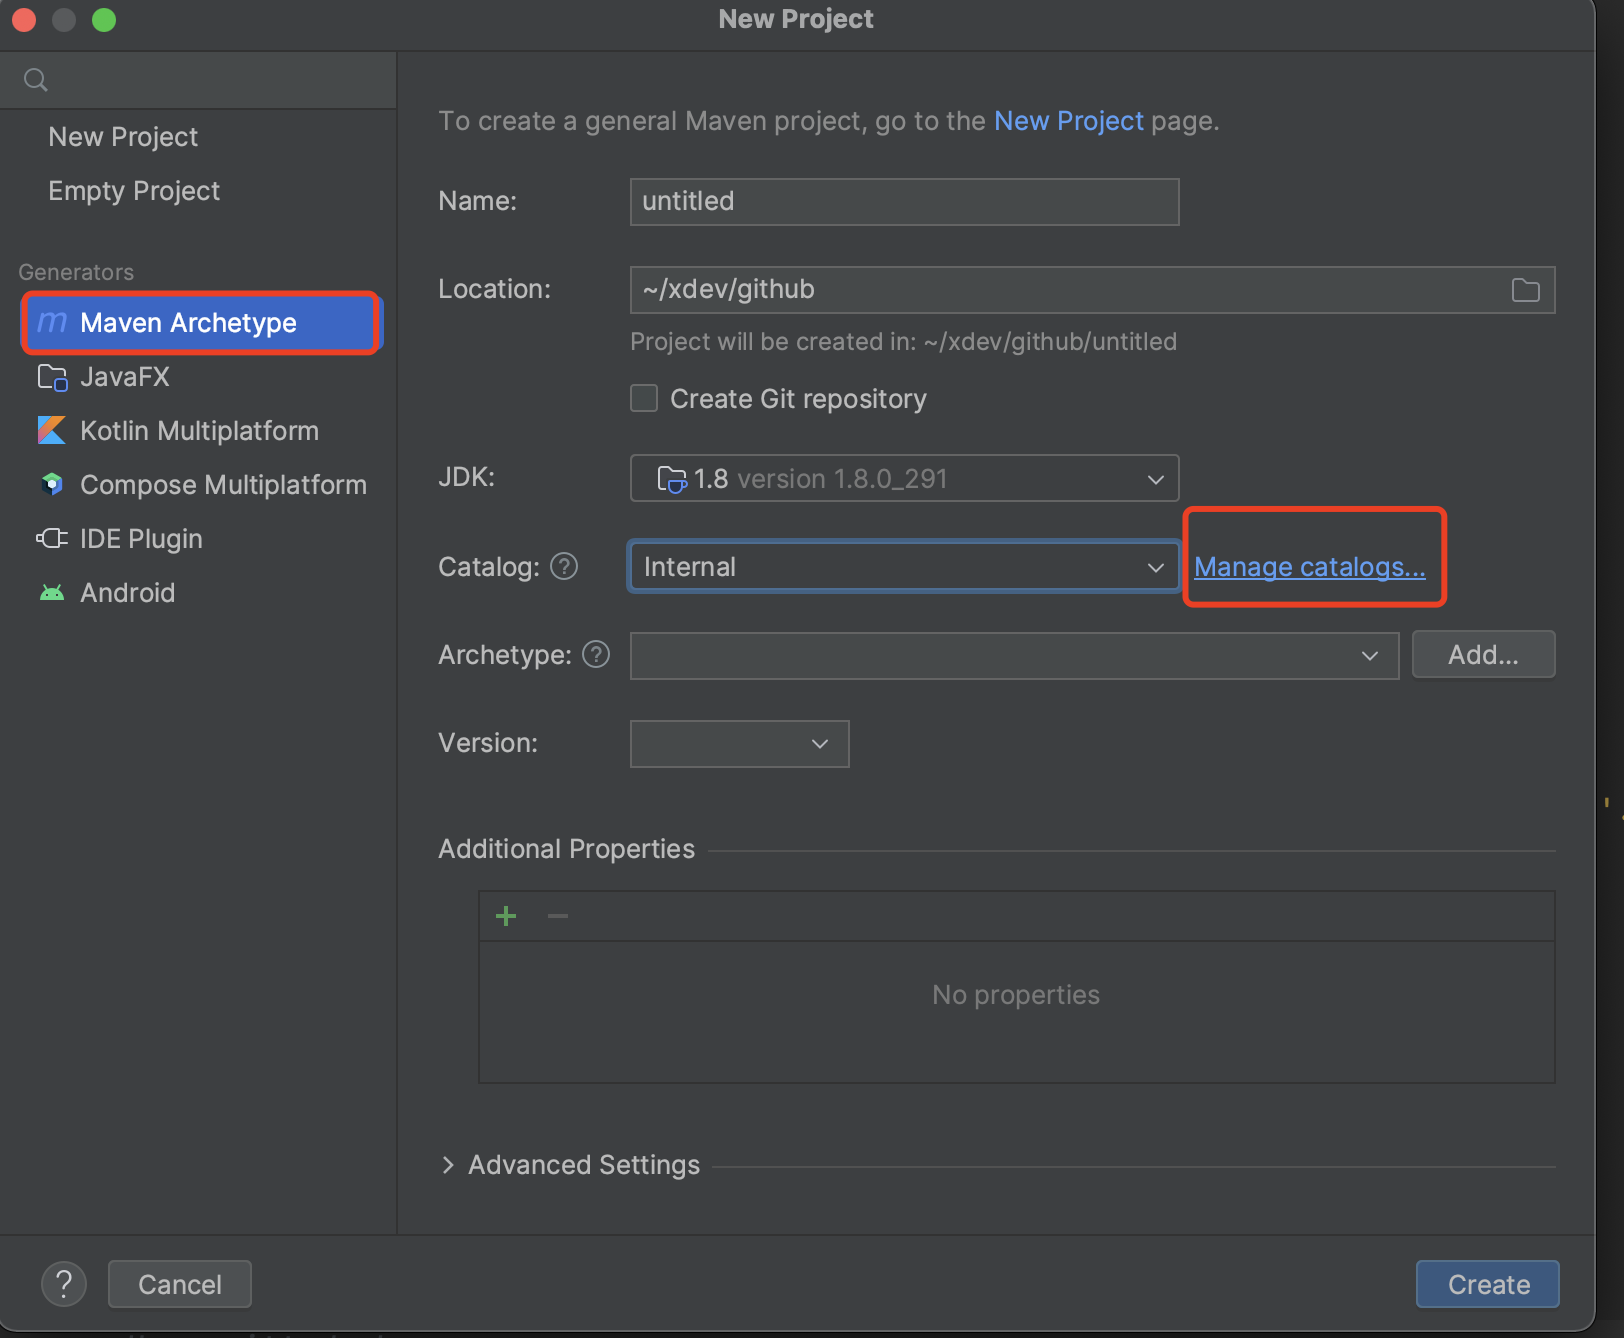 New Project
New Project
Empty Project
Generators
m Maven Archetype
JavaFX
Kotlin Multiplatform
Compose Multiplatform
IDE Plugin
Android
To create a general Maven project, go to the New Project page.
Name: untitled
Location: ~/xdev/github
Project will be created in: ~/xdev/github/untitled
Create Git repository
JDK: 1.8 version 1.8.0_291
Catalog: ? Internal Manage catalogs...
Archetype: ? Add...
Version:
Additional Properties
+ −
No properties
Advanced Settings
? Cancel Create